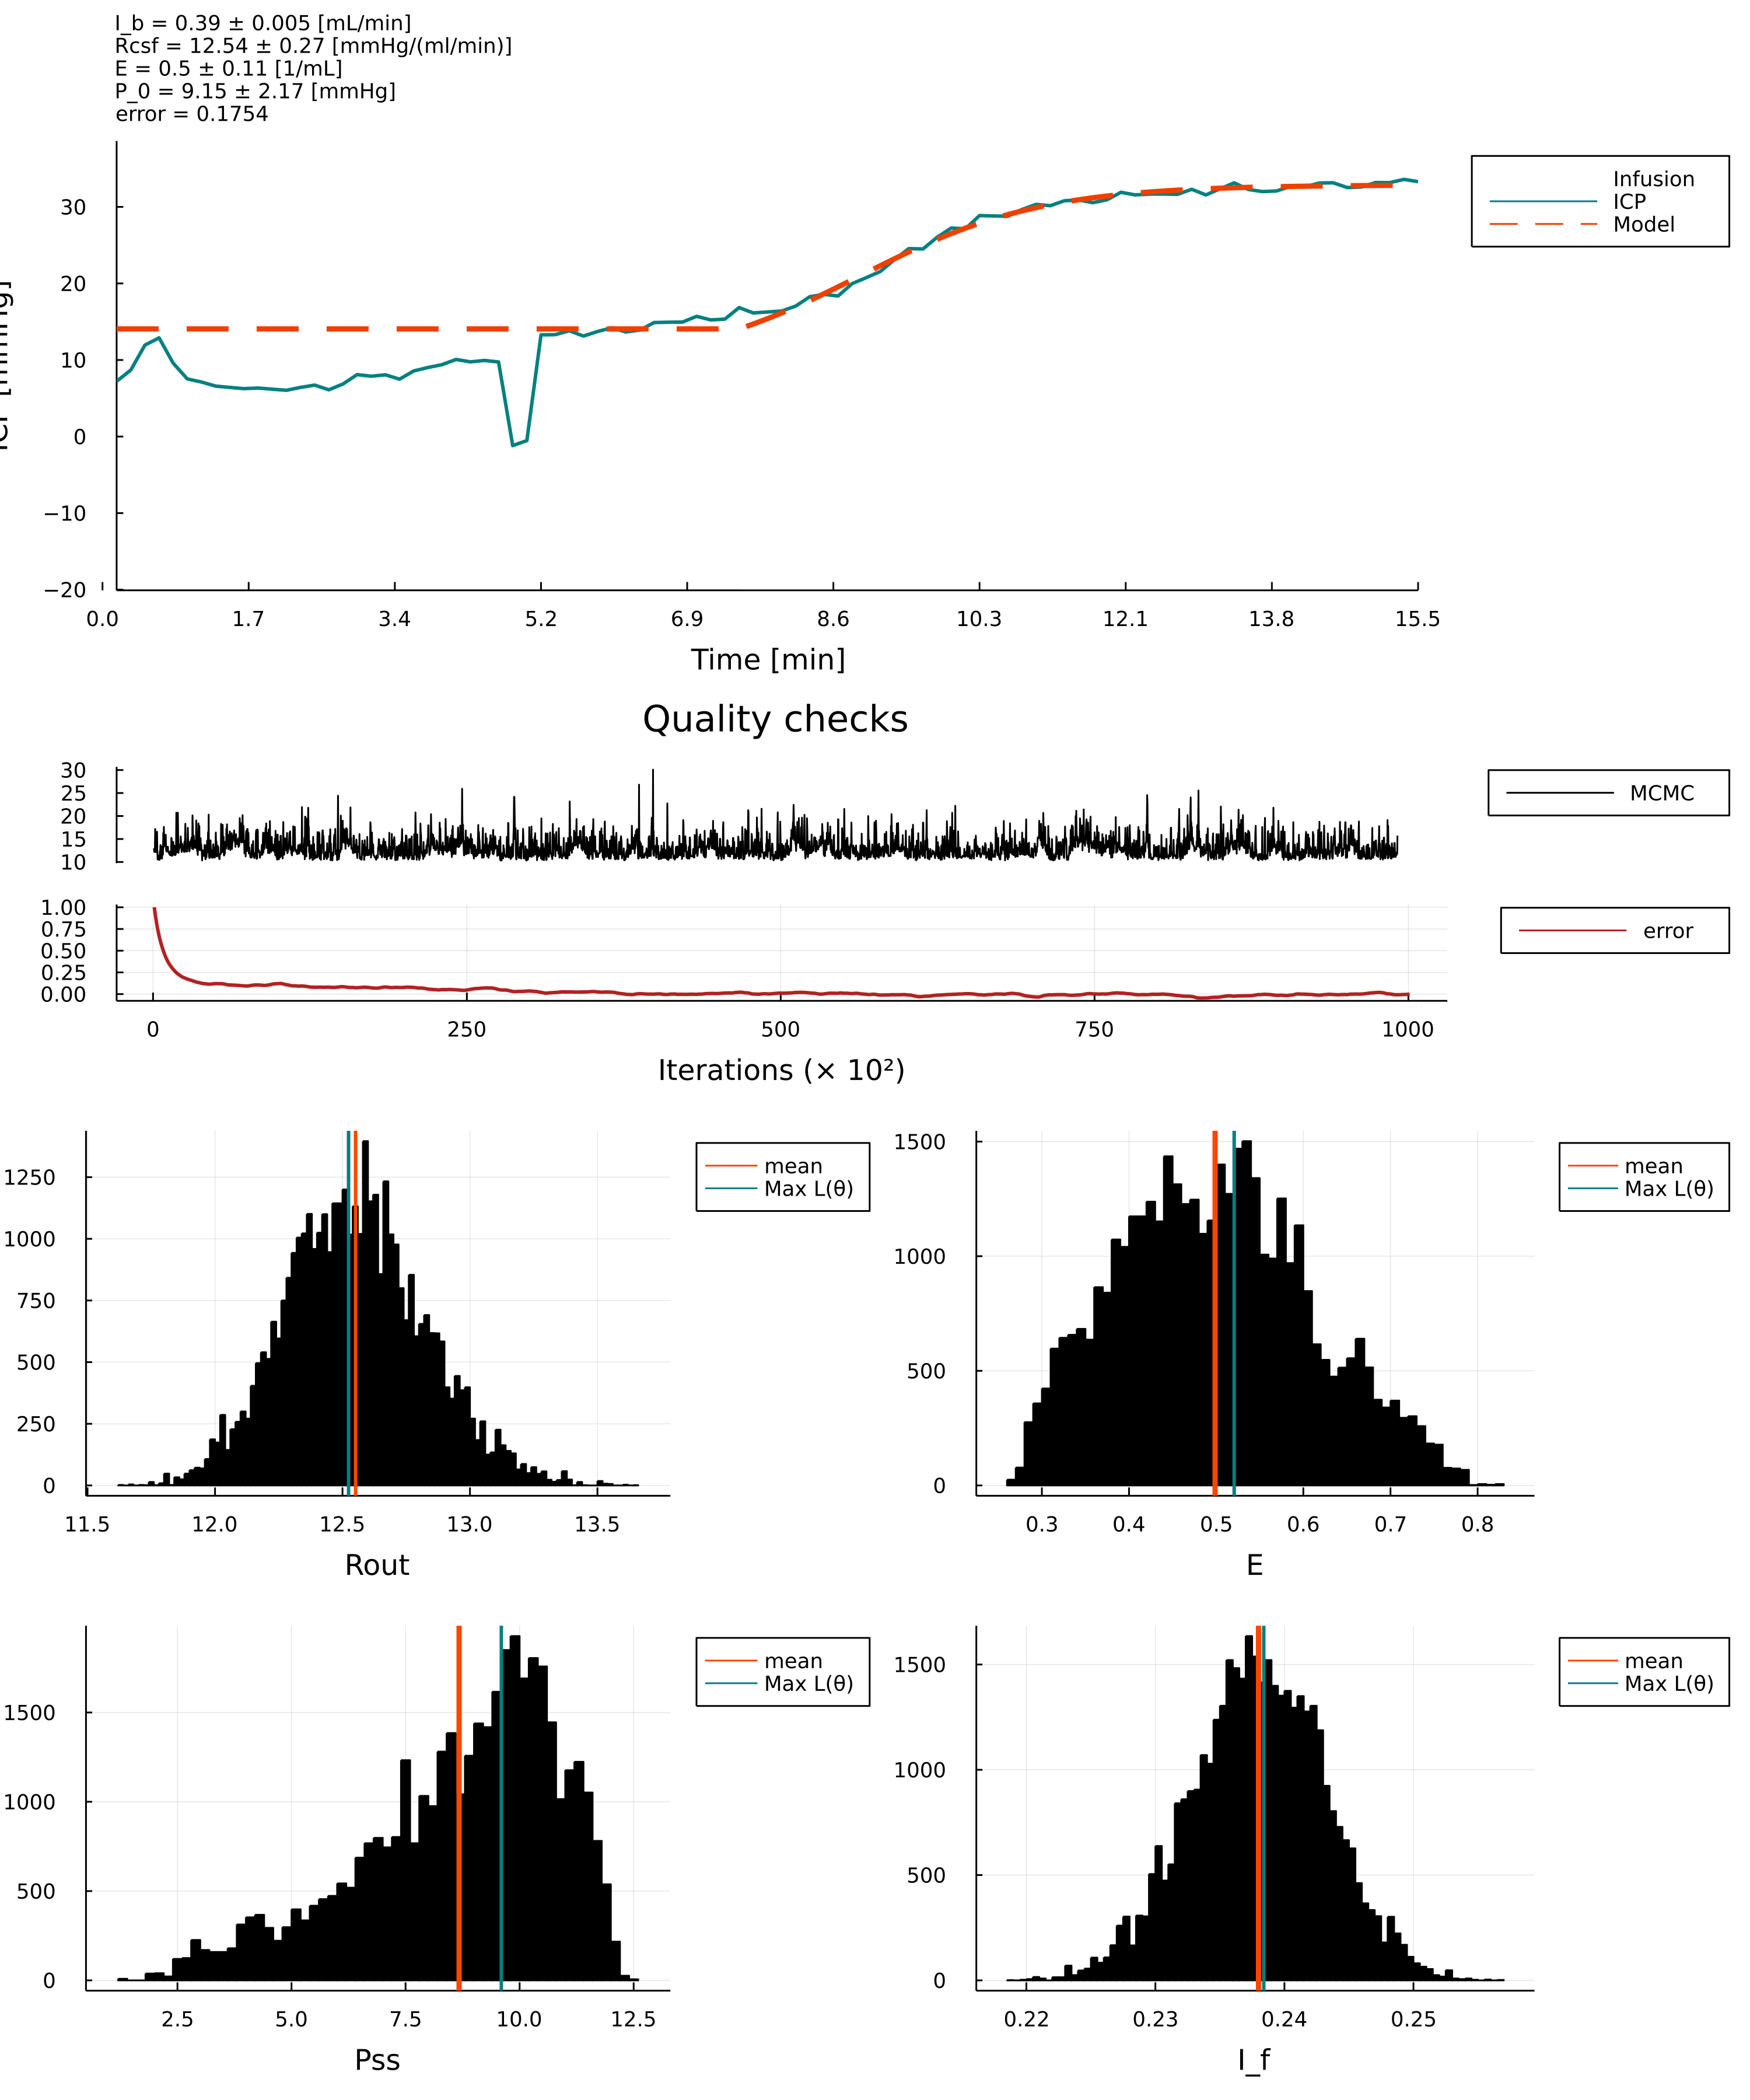 I_b = 0.39 ± 0.005 [mL/min]
Rcsf = 12.54 ± 0.27 [mmHg/(ml/min)]
E = 0.5 ± 0.11 [1/mL]
P_0 = 9.15 ± 2.17 [mmHg]
error = 0.1754
30
20
10
0
−10
−20
0.0 1.7 3.4 5.2 6.9 8.6 10.3 12.1 13.8 15.5
Time [min]
Infusion
ICP
Model
Quality checks
30
25
20
15
10
MCMC
1.00
0.75
0.50
0.25
0.00
error
0 250 500 750 1000
Iterations (× 10²)
1250
1000
750
500
250
0
11.5 12.0 12.5 13.0 13.5
Rout
mean
Max L(θ)
1500
1000
500
0
0.3 0.4 0.5 0.6 0.7 0.8
E
mean
Max L(θ)
1500
1000
500
0
2.5 5.0 7.5 10.0 12.5
Pss
mean
Max L(θ)
1500
1000
500
0
0.22 0.23 0.24 0.25
I_f
mean
Max L(θ)